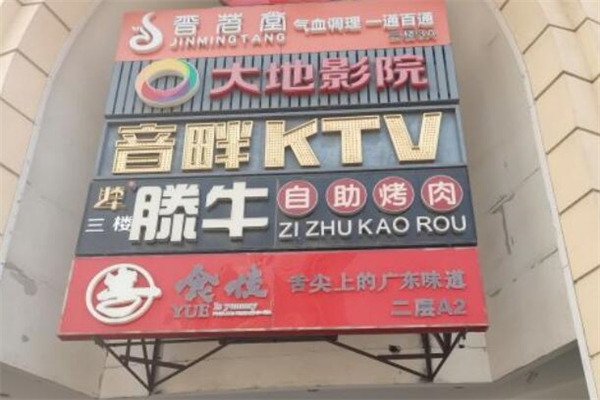 晋茗堂 气血调理 一通百通
JINMINGTANG
大地影院
音畔KTV
滕牛 自助烤肉
三楼 ZI ZHU KAO ROU
食桂 舌尖上的广东味道
YUE
二层A2